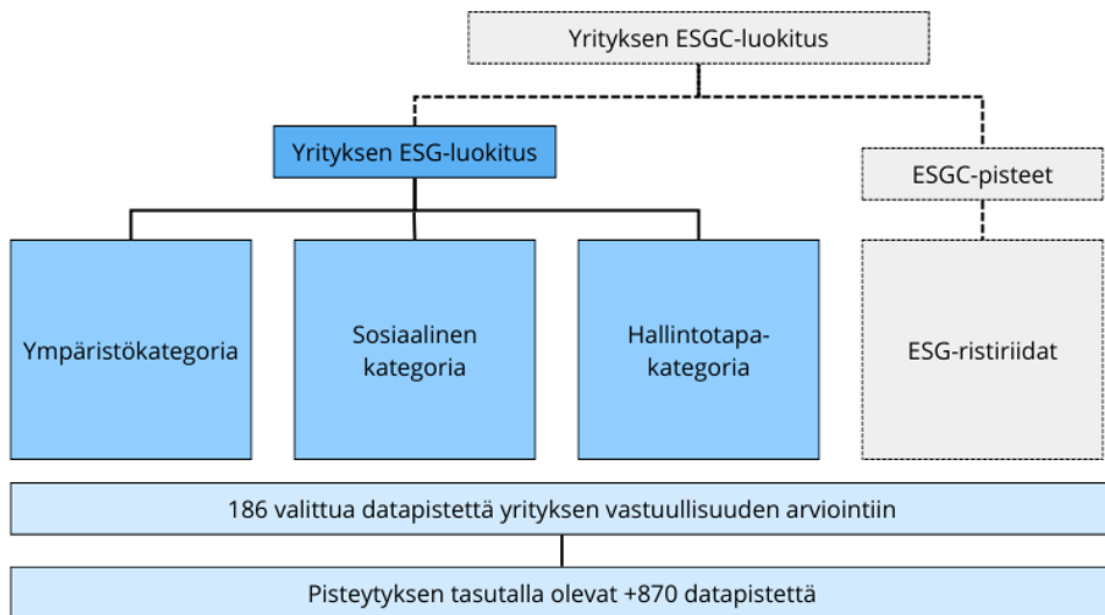 Yrityksen ESGC-luokitus
Yrityksen ESG-luokitus
ESGC-pisteet
Ympäristökategoria
Sosiaalinen
kategoria
Hallintotapa-
kategoria
ESG-ristiriidat
186 valittua datapistettä yrityksen vastuullisuuden arviointiin
Pisteytyksen tasutalla olevat +870 datapistettä